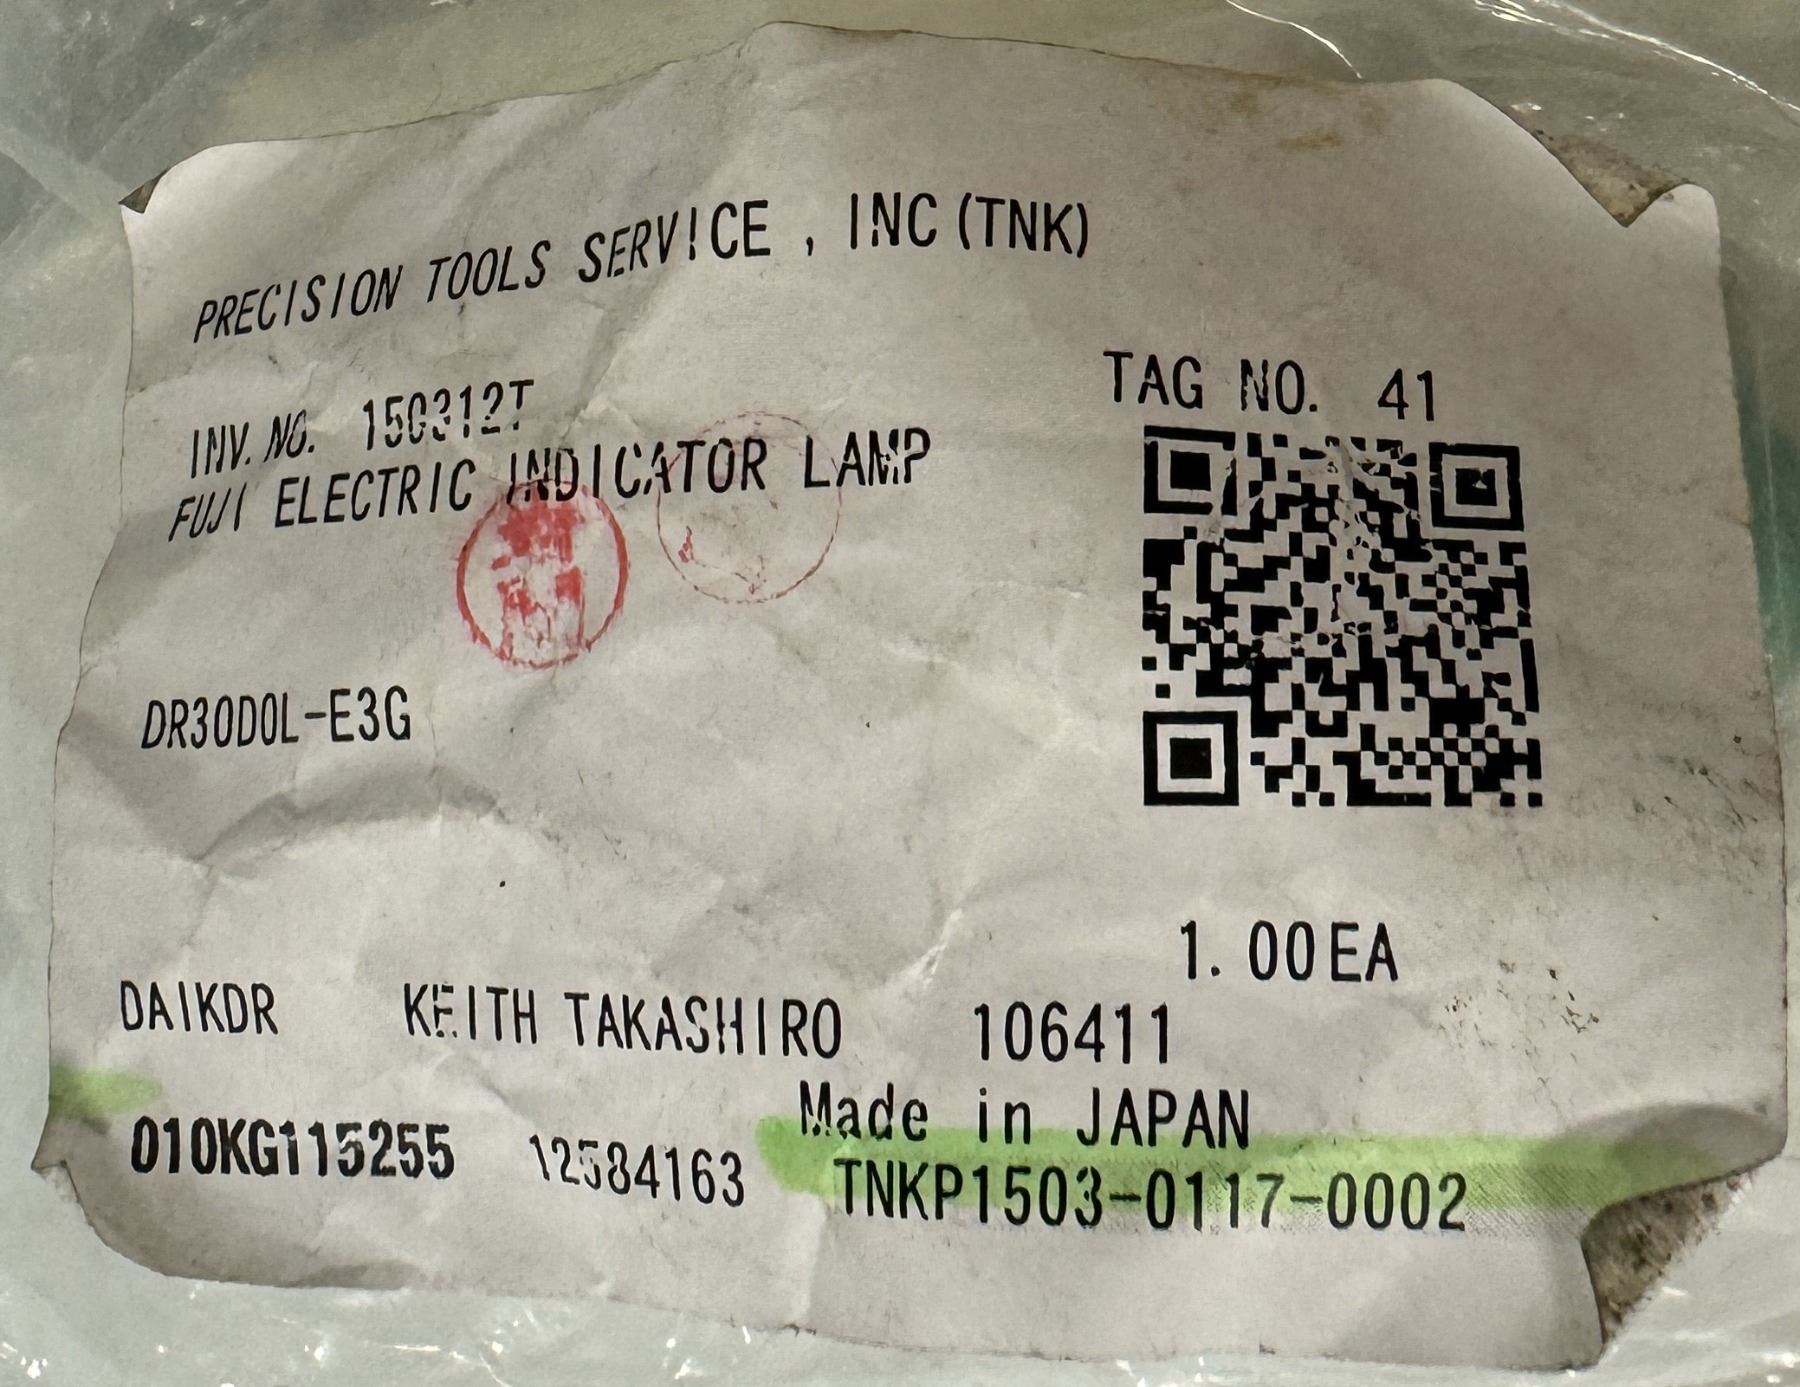 PRECISION TOOLS SERVICE , INC (TNK)
TAG NO. 41
INV. NO. 150312T
FUJI ELECTRIC INDICATOR LAMP
DR30D0L-E3G
1.00EA
DAIKDR KEITH TAKASHIRO 106411
Made in JAPAN
010KG115255 12584163
TNKP1503-0117-0002